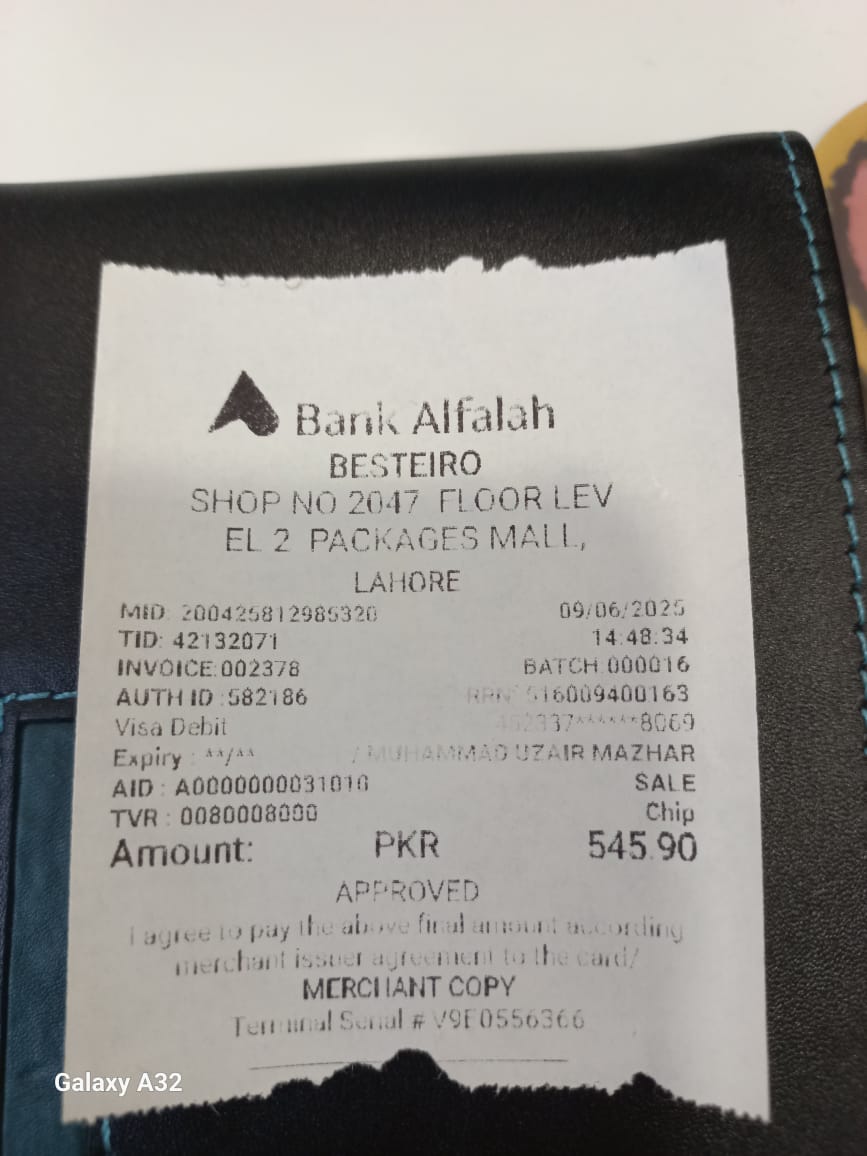 Bank Alfalah
BESTEIRO
SHOP NO 2047 FLOOR LEV
EL 2 PACKAGES MALL,
LAHORE
MID: 200425812985320 09/06/2025
TID: 42132071 14:48:34
INVOICE:002378 BATCH:000016
AUTH ID :582186 RRN: 516009400163
Visa Debit 452337******8069
Expiry : **/** / MUHAMMAD UZAIR MAZHAR
AID : A0000000031010 SALE
TVR : 0080008000 Chip
Amount: PKR 545.90
APPROVED
I agree to pay the above final amount according
merchant issuer agreement to the card/
MERCHANT COPY
Terminal Serial # V9E0556366
Galaxy A32